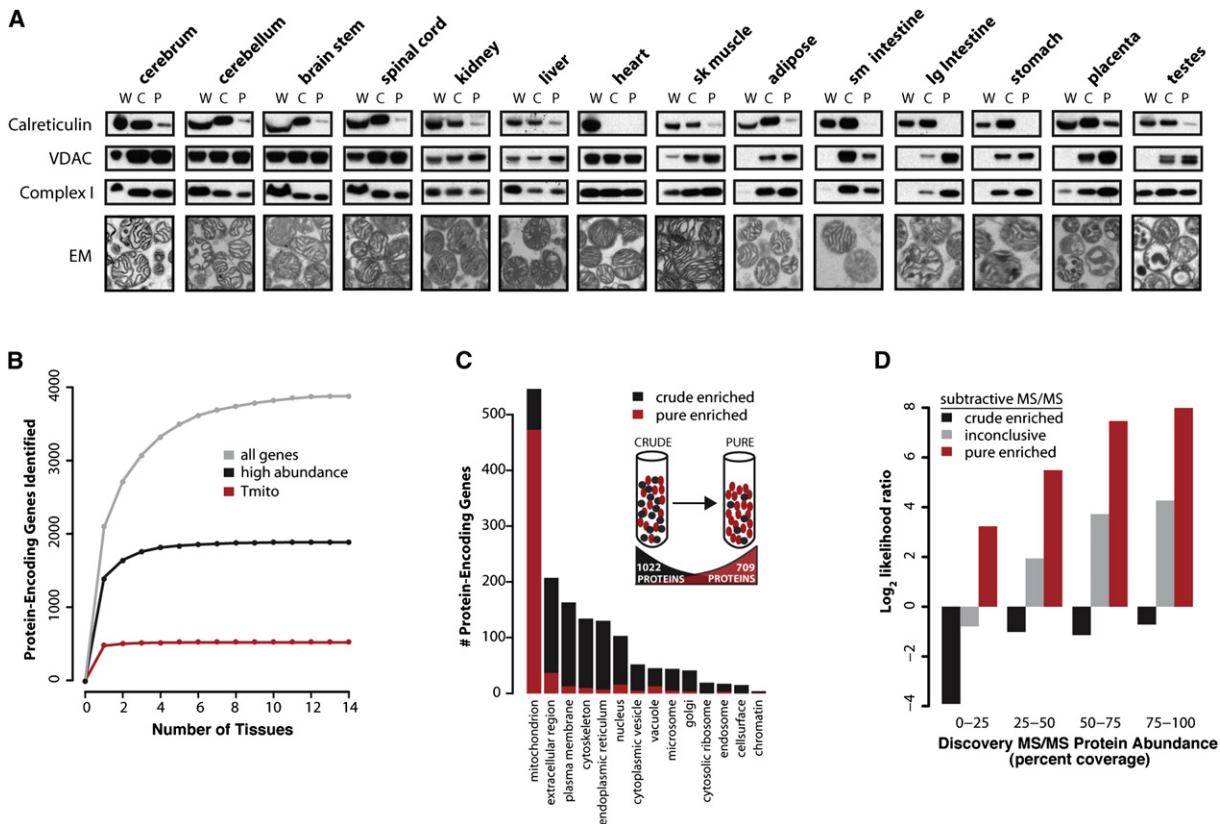 A
cerebrum
cerebellum
brain stem
spinal cord
kidney
liver
heart
sk muscle
adipose
sm intestine
lg Intestine
stomach
placenta
testes
W C P W C P W C P W C P W C P W C P W C P W C P W C P W C P W C P W C P W C P W C P
Calreticulin
VDAC
Complex I
EM
B
Protein-Encoding Genes Identified
4000
3000
2000
1000
0
all genes
high abundance
Tmito
0 2 4 6 8 10 12 14
Number of Tissues
C
# Protein-Encoding Genes
500
400
300
200
100
0
crude enriched
pure enriched
CRUDE PURE
1022 PROTEINS
709 PROTEINS
mitochondrion
extracellular region
plasma membrane
cytoskeleton
endoplasmic reticulum
nucleus
cytoplasmic vesicle
vacuole
microsome
golgi
cytosolic ribosome
endosome
cellsurface
chromatin
D
subtractive MS/MS
crude enriched
inconclusive
pure enriched
Log2 likelihood ratio
8
6
4
2
0
−2
−4
0−25 25−50 50−75 75−100
Discovery MS/MS Protein Abundance
(percent coverage)